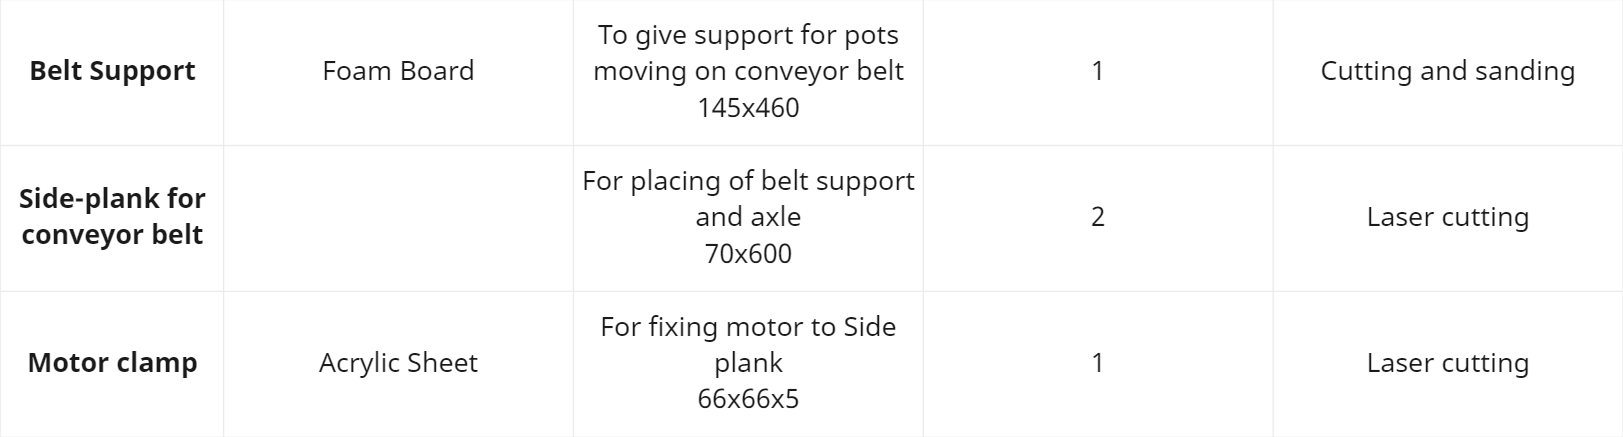 Belt Support
Foam Board
To give support for pots
moving on conveyor belt
145x460
1
Cutting and sanding
Side-plank for
conveyor belt
For placing of belt support
and axle
70x600
2
Laser cutting
Motor clamp
Acrylic Sheet
For fixing motor to Side
plank
66x66x5
1
Laser cutting